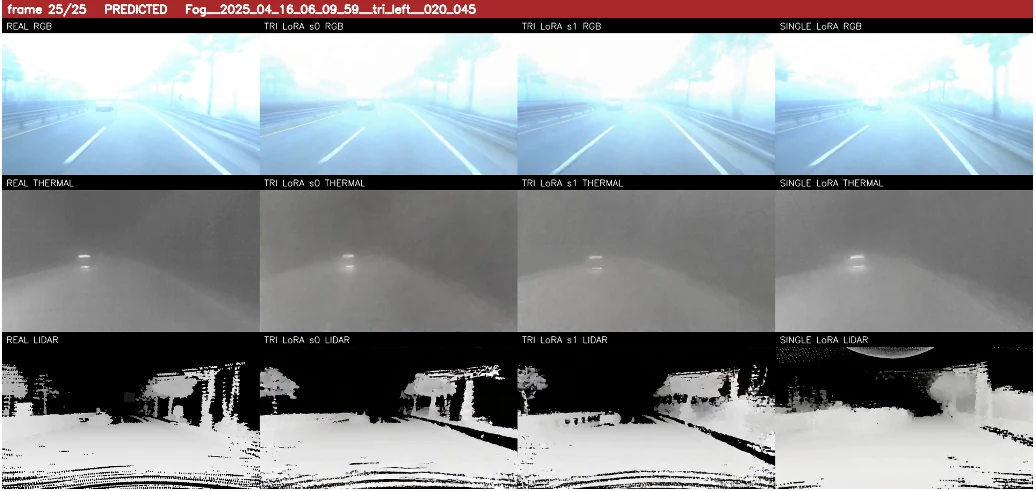 frame 25/25 PREDICTED Fog__2025_04_16_06_09_59__tri_left__020_045
REAL RGB TRI LoRA s0 RGB TRI LoRA s1 RGB SINGLE LoRA RGB
REAL THERMAL TRI LoRA s0 THERMAL TRI LoRA s1 THERMAL SINGLE LoRA THERMAL
REAL LIDAR TRI LoRA s0 LIDAR TRI LoRA s1 LIDAR SINGLE LoRA LIDAR